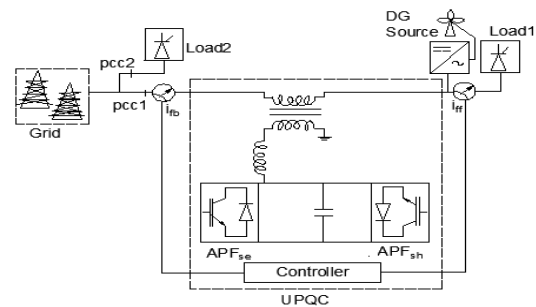 DG
Source
Load2
Load1
pcc2
pcc1
i_fb
i_ff
Grid
APF_se
APF_sh
Controller
UPQC